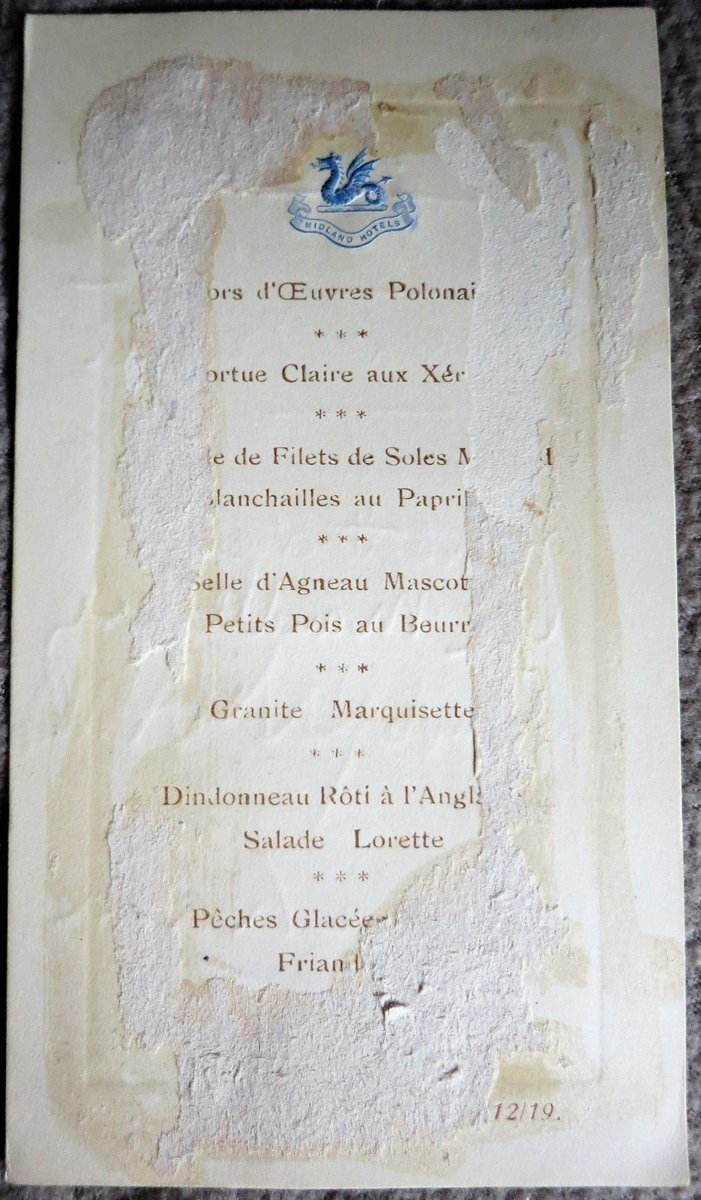 MIDLAND HOTELS
ors d'Œuvres Polonai
* * *
ortue Claire aux Xér
* * *
e de Filets de Soles M
lanchailles au Papri
* * *
Selle d'Agneau Mascot
Petits Pois au Beurr
* * *
Granite Marquisette
* * *
Dindonneau Rôti à l'Angl
Salade Lorette
* * *
Pêches Glacée
Frian
12/19.